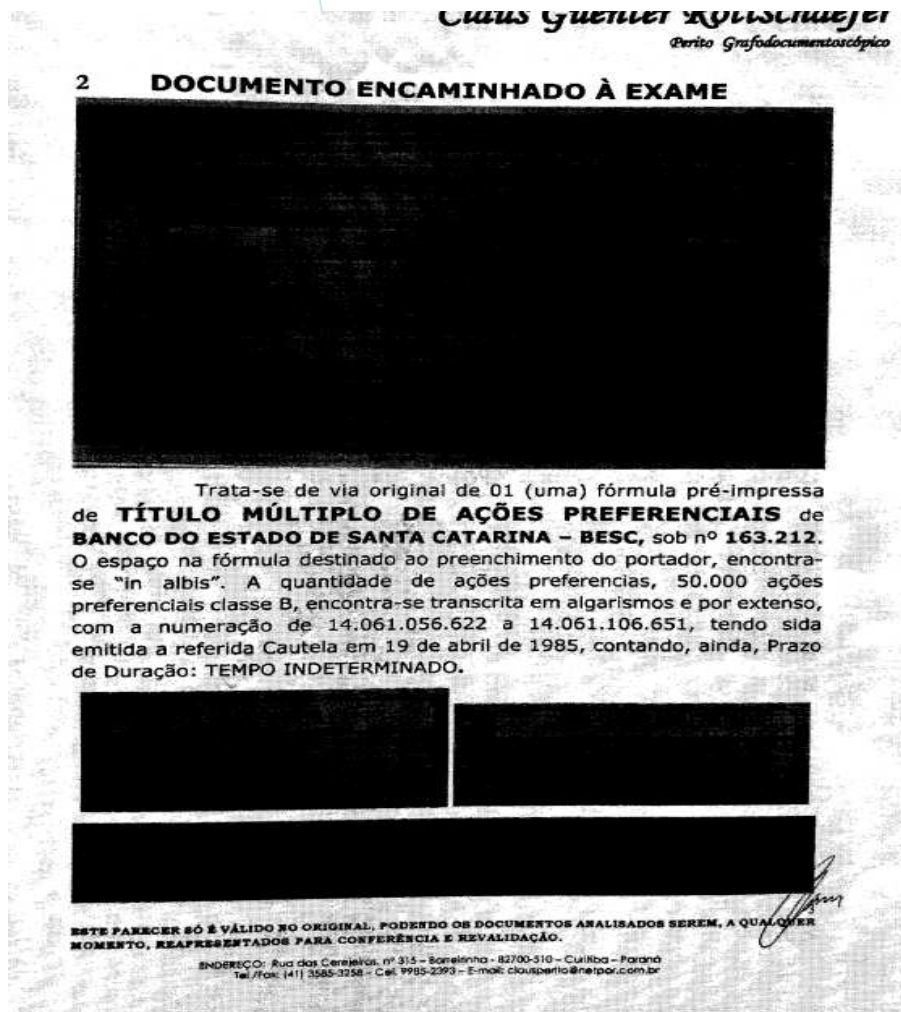 Claus Guenter Rottschaefer
Perito Grafodocumentoscópico
2 DOCUMENTO ENCAMINHADO À EXAME
Trata-se de via original de 01 (uma) fórmula pré-impressa
de TÍTULO MÚLTIPLO DE AÇÕES PREFERENCIAIS de
BANCO DO ESTADO DE SANTA CATARINA – BESC, sob nº 163.212.
O espaço na fórmula destinado ao preenchimento do portador, encontra-
se "in albis". A quantidade de ações preferencias, 50.000 ações
preferenciais classe B, encontra-se transcrita em algarismos e por extenso,
com a numeração de 14.061.056.622 a 14.061.106.651, tendo sida
emitida a referida Cautela em 19 de abril de 1985, contando, ainda, Prazo
de Duração: TEMPO INDETERMINADO.
ESTE PARECER SÓ É VÁLIDO NO ORIGINAL, PODENDO OS DOCUMENTOS ANALISADOS SEREM, A QUALQUER
MOMENTO, REAPRESENTADOS PARA CONFERÊNCIA E REVALIDAÇÃO.
ENDEREÇO: Rua das Cerejeiras, nº 315 – Barreirinha - 82700-510 – Curitiba – Paraná
Tel./Fax: (41) 3585-3258 – Cel. 9985-2393 – E-mail: clausperito@netpar.com.br